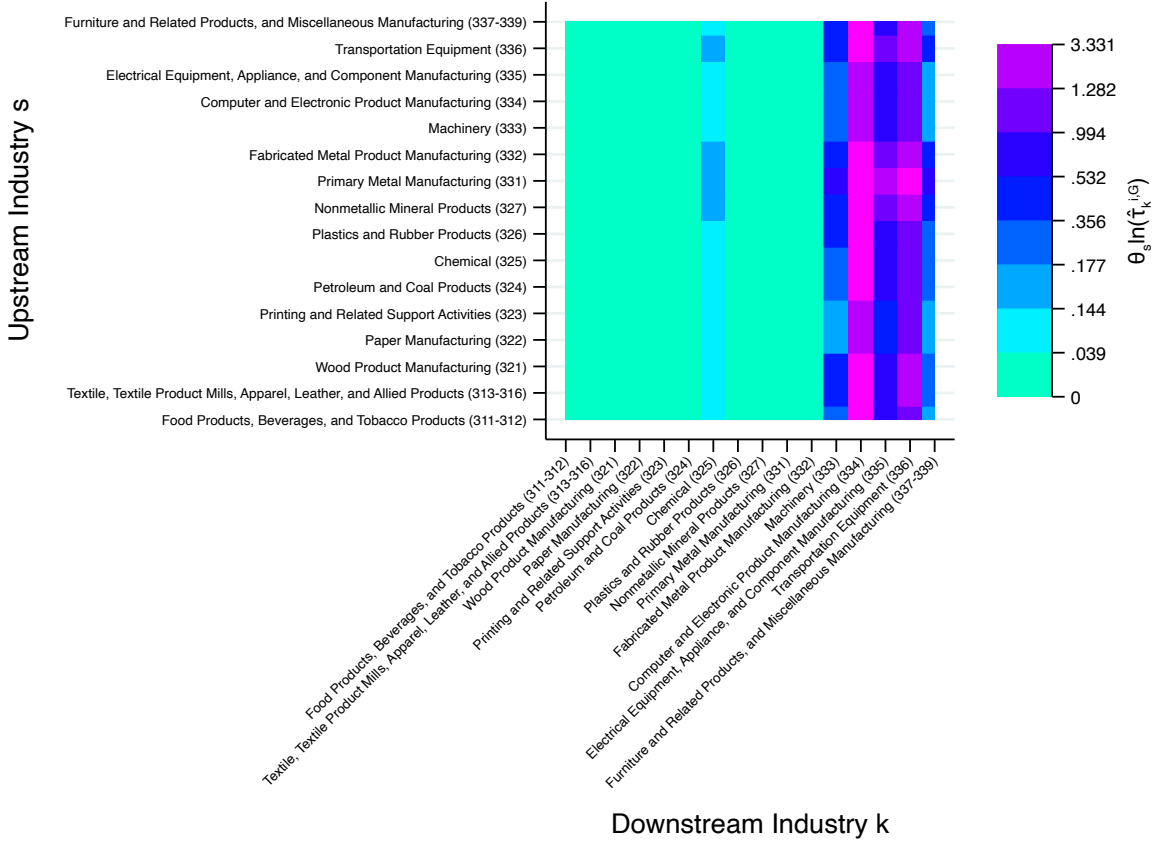 Upstream Industry s
Furniture and Related Products, and Miscellaneous Manufacturing (337-339)
Transportation Equipment (336)
Electrical Equipment, Appliance, and Component Manufacturing (335)
Computer and Electronic Product Manufacturing (334)
Machinery (333)
Fabricated Metal Product Manufacturing (332)
Primary Metal Manufacturing (331)
Nonmetallic Mineral Products (327)
Plastics and Rubber Products (326)
Chemical (325)
Petroleum and Coal Products (324)
Printing and Related Support Activities (323)
Paper Manufacturing (322)
Wood Product Manufacturing (321)
Textile, Textile Product Mills, Apparel, Leather, and Allied Products (313-316)
Food Products, Beverages, and Tobacco Products (311-312)
Food Products, Beverages, and Tobacco Products (311-312)
Textile, Textile Product Mills, Apparel, Leather, and Allied Products (313-316)
Wood Product Manufacturing (321)
Paper Manufacturing (322)
Printing and Related Support Activities (323)
Petroleum and Coal Products (324)
Chemical (325)
Plastics and Rubber Products (326)
Nonmetallic Mineral Products (327)
Primary Metal Manufacturing (331)
Fabricated Metal Product Manufacturing (332)
Machinery (333)
Computer and Electronic Product Manufacturing (334)
Electrical Equipment, Appliance, and Component Manufacturing (335)
Transportation Equipment (336)
Furniture and Related Products, and Miscellaneous Manufacturing (337-339)
Downstream Industry k
3.331
1.282
.994
.532
.356
.177
.144
.039
0
θ_s ln(τ̂_k^{i,G})